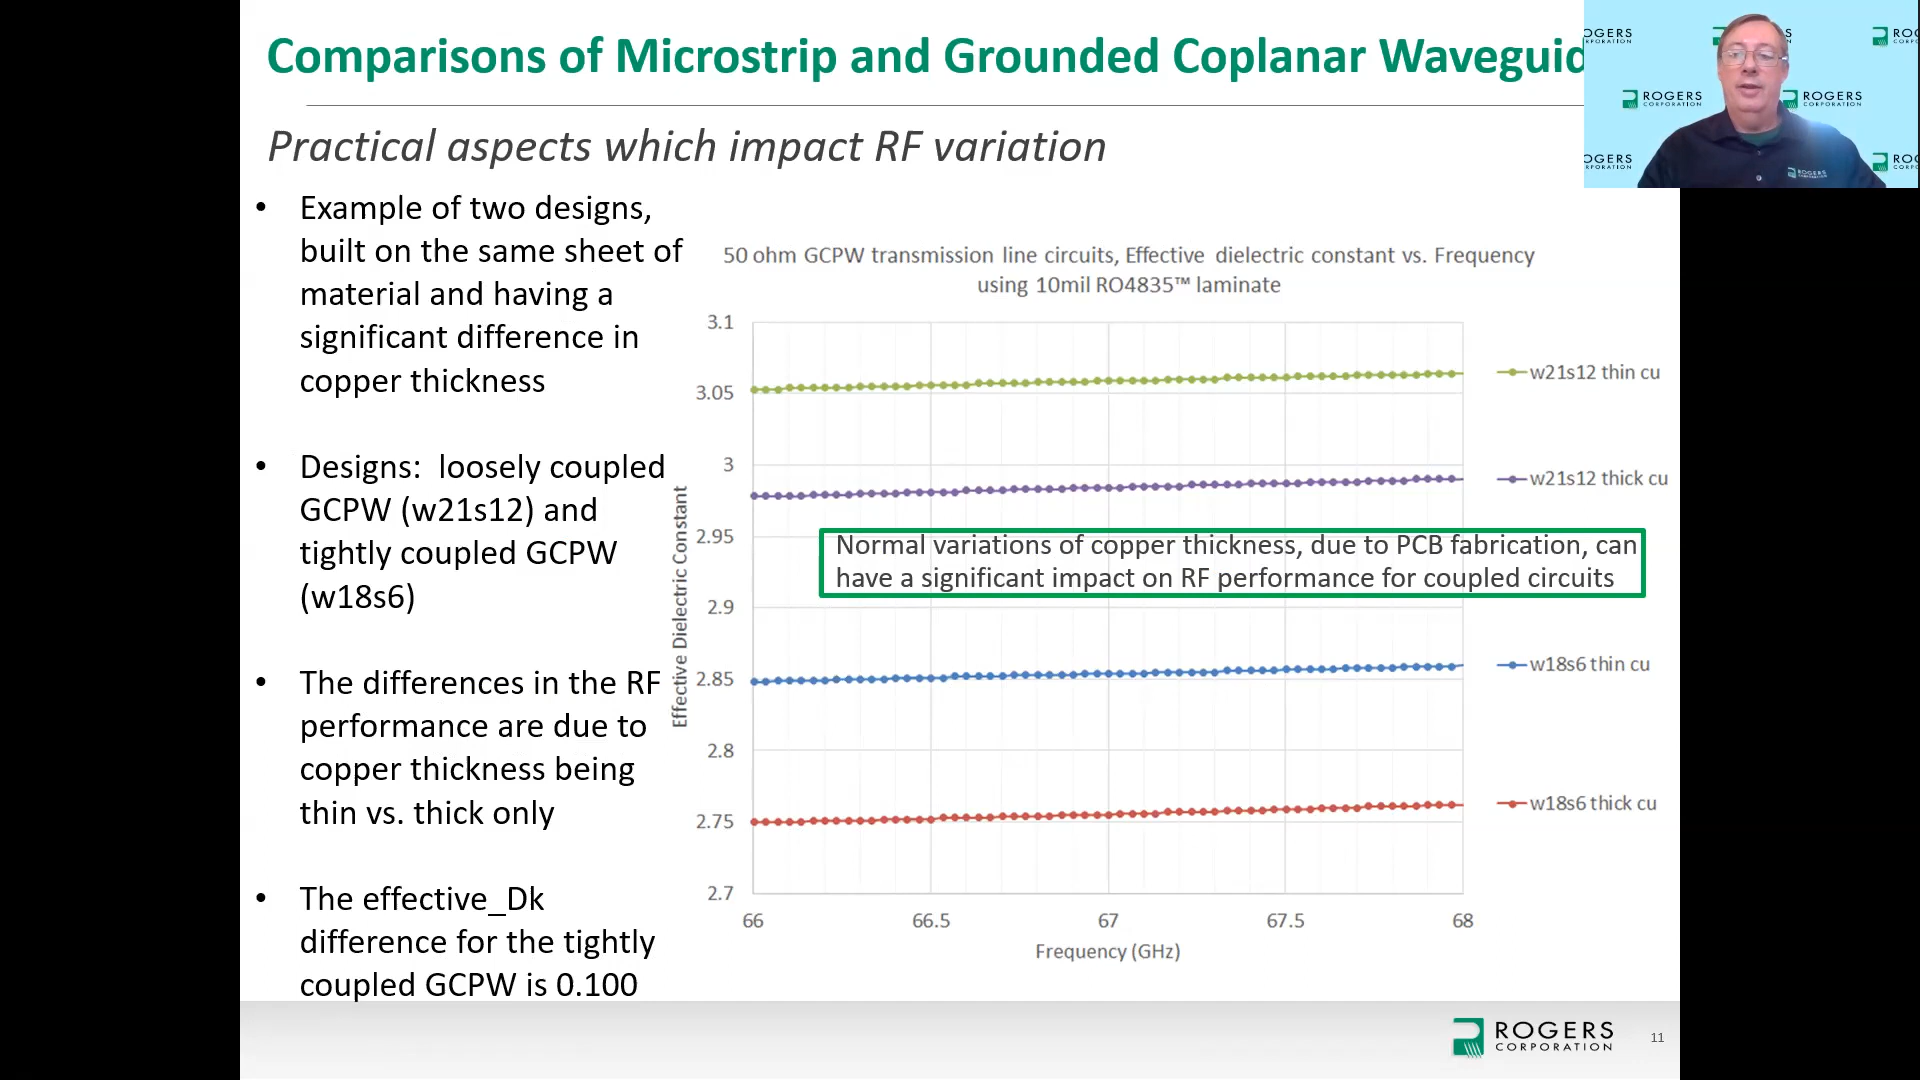 Comparisons of Microstrip and Grounded Coplanar Waveguid
Practical aspects which impact RF variation
• Example of two designs,
built on the same sheet of
material and having a
significant difference in
copper thickness
• Designs: loosely coupled
GCPW (w21s12) and
tightly coupled GCPW
(w18s6)
• The differences in the RF
performance are due to
copper thickness being
thin vs. thick only
• The effective_Dk
difference for the tightly
coupled GCPW is 0.100
50 ohm GCPW transmission line circuits, Effective dielectric constant vs. Frequency
using 10mil RO4835™ laminate
Effective Dielectric Constant
3.1
3.05
3
2.95
2.9
2.85
2.8
2.75
2.7
66
66.5
67
67.5
68
Frequency (GHz)
w21s12 thin cu
w21s12 thick cu
w18s6 thin cu
w18s6 thick cu
Normal variations of copper thickness, due to PCB fabrication, can
have a significant impact on RF performance for coupled circuits
OGERS
ORPORATION
ROGERS
CORPORATION
ROGERS
CORPORATION
OGERS
ORPORATION
ROGERS
ROGERS
CORPORATION
11